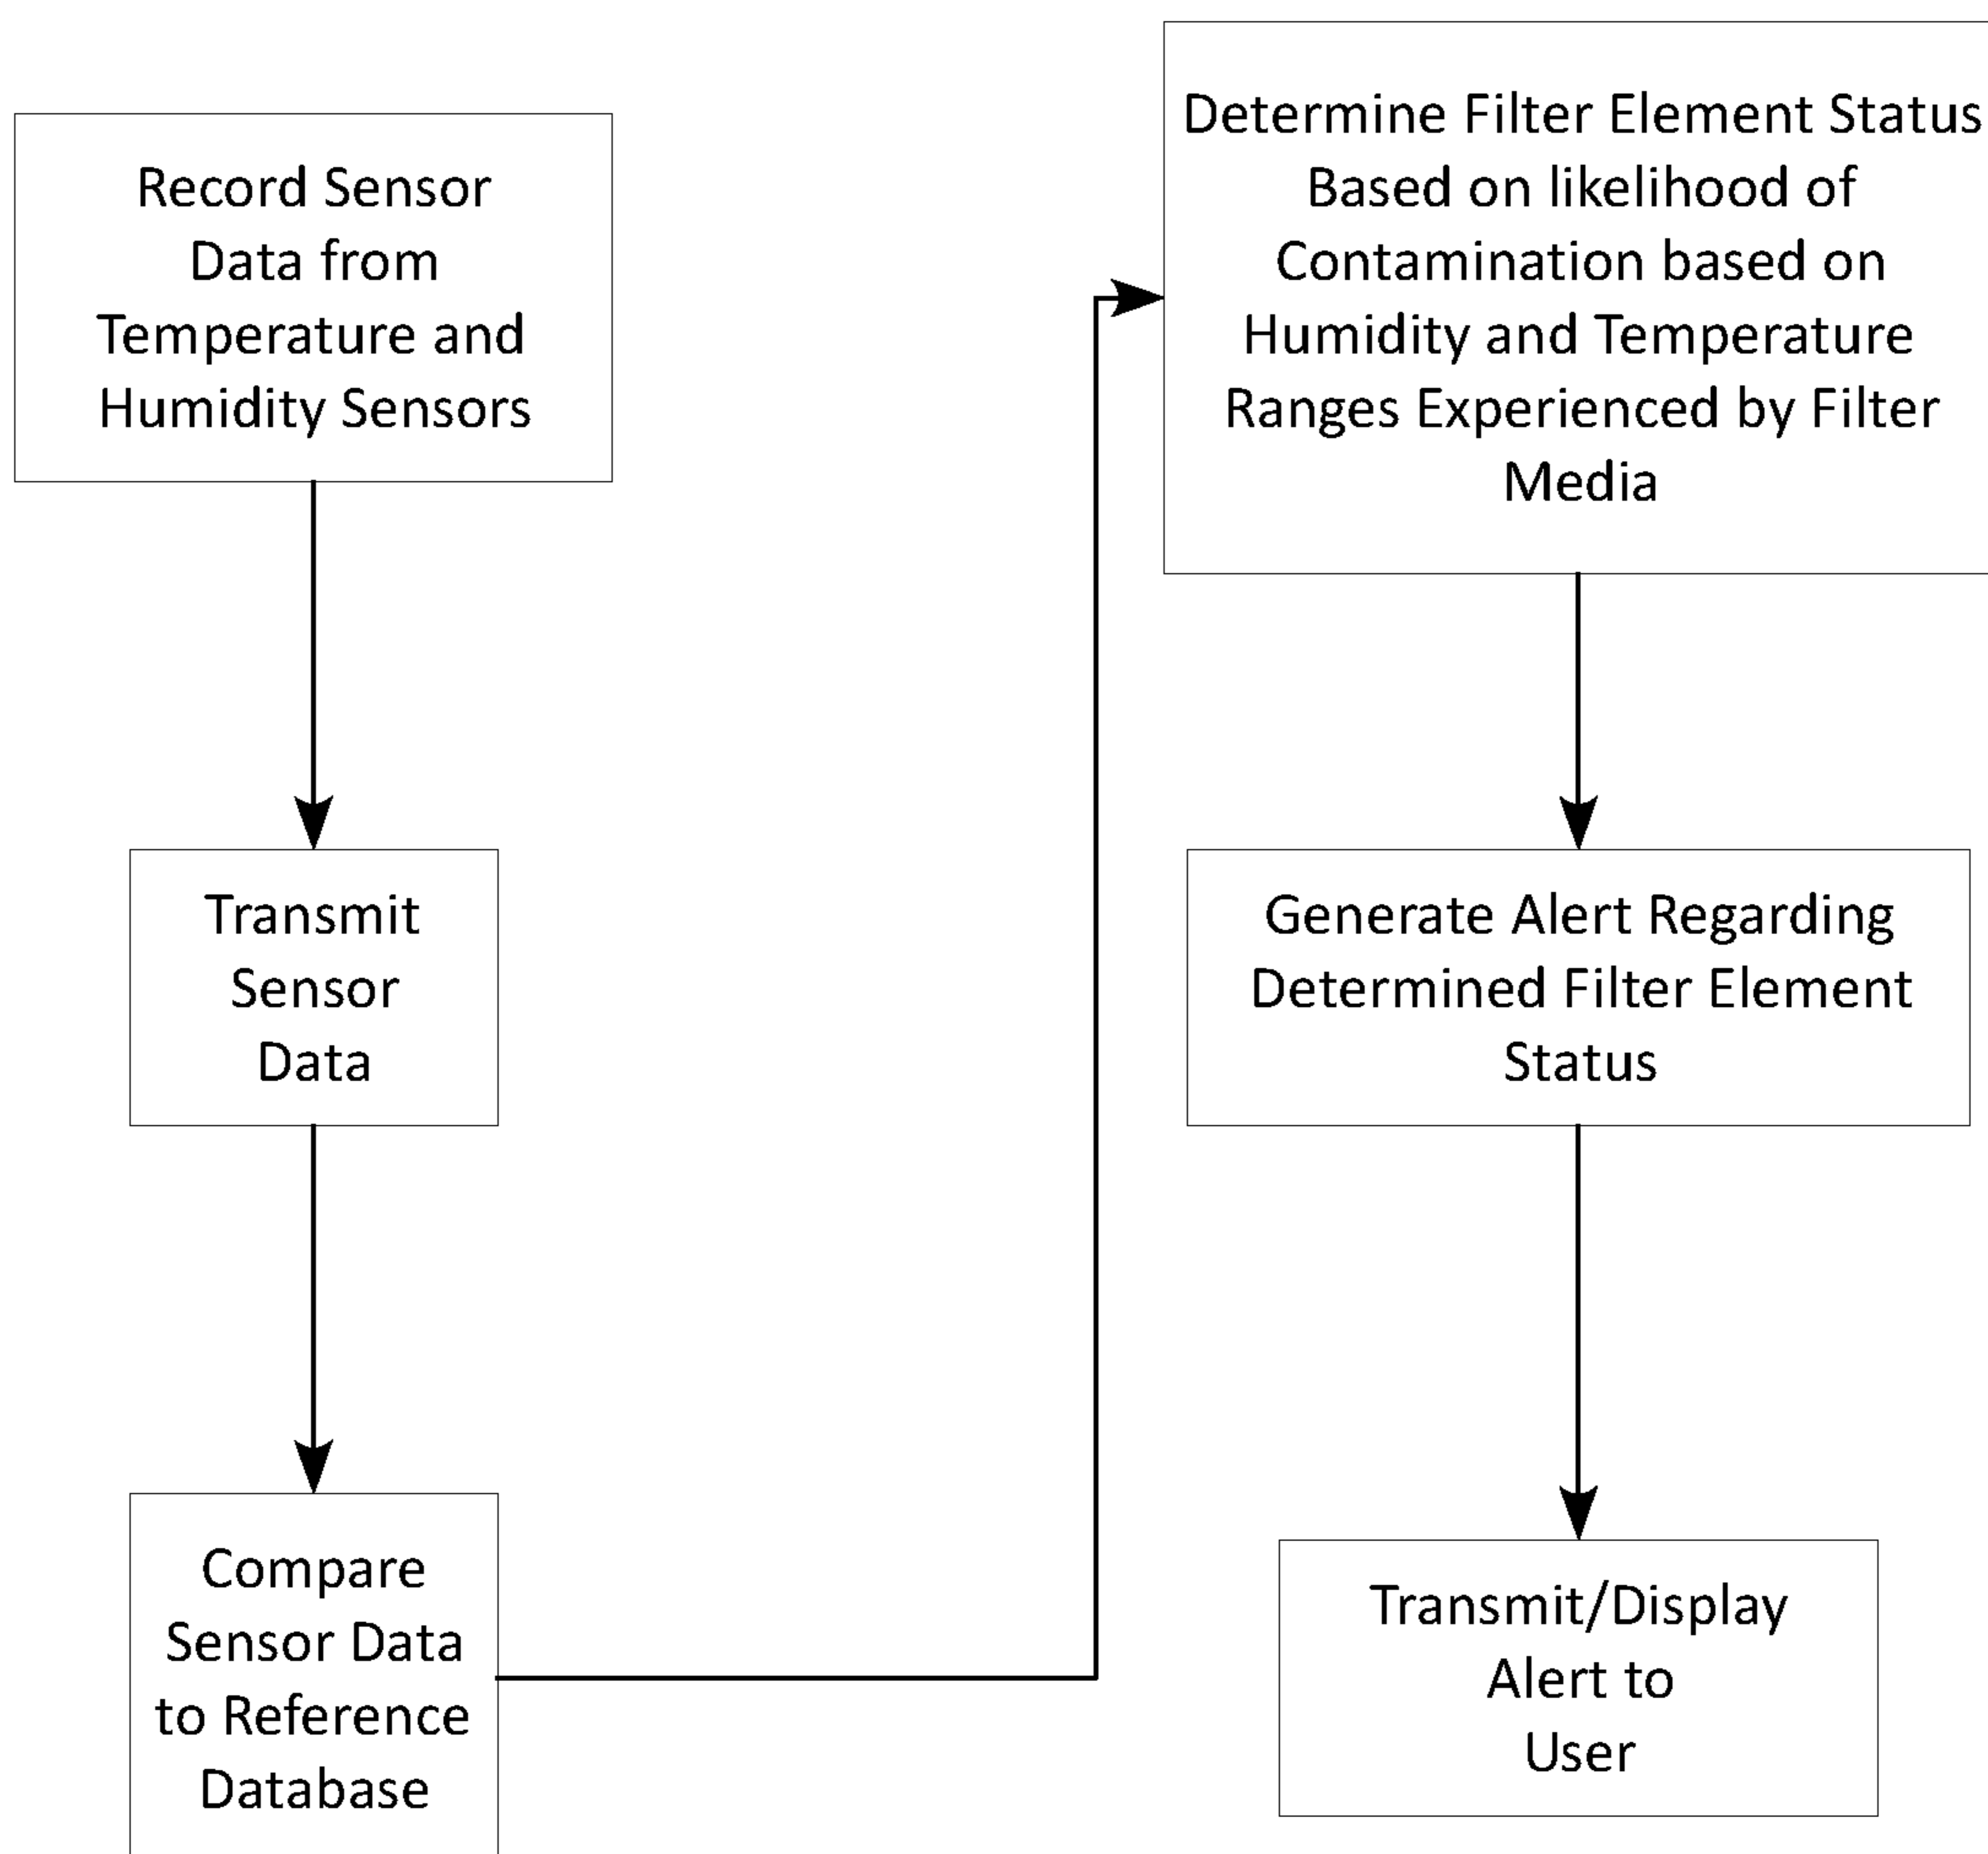 Record Sensor
Data from
Temperature and
Humidity Sensors
Transmit
Sensor
Data
Compare
Sensor Data
to Reference
Database
Determine Filter Element Status
Based on likelihood of
Contamination based on
Humidity and Temperature
Ranges Experienced by Filter
Media
Generate Alert Regarding
Determined Filter Element
Status
Transmit/Display
Alert to
User